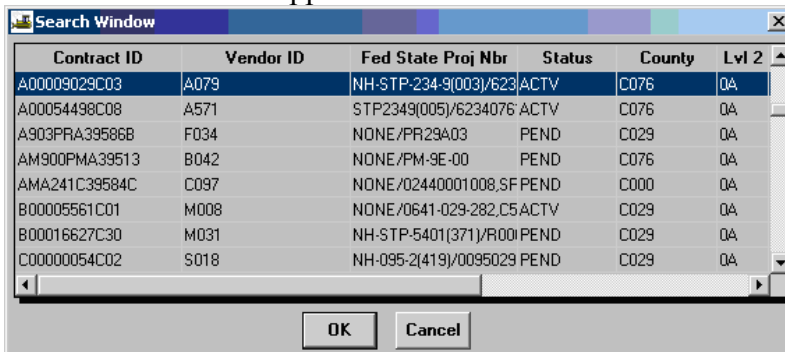 Search Window
Contract ID Vendor ID Fed State Proj Nbr Status County Lvl 2
A00009029C03 A079 NH-STP-234-9(003)/623 ACTV C076 0A
A00054498C08 A571 STP2349(005)/6234076 ACTV C076 0A
A903PRA39586B F034 NONE/PR29A03 PEND C029 0A
AM900PMA39513 B042 NONE/PM-9E-00 PEND C076 0A
AMA241C39584C C097 NONE/02440001008,SF PEND C000 0A
B00005561C01 M008 NONE/0641-029-282,C5 ACTV C029 0A
B00016627C30 M031 NH-STP-5401(371)/R00 PEND C029 0A
C00000054C02 S018 NH-095-2(419)/0095029 PEND C029 0A
OK Cancel